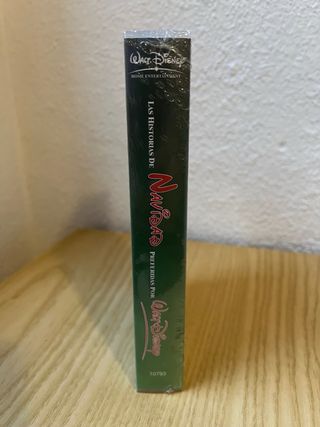 WALT DISNEY
HOME ENTERTAINMENT
LAS HISTORIAS DE
NAVIDAD
PREFERIDAS POR
WALT DISNEY
10793